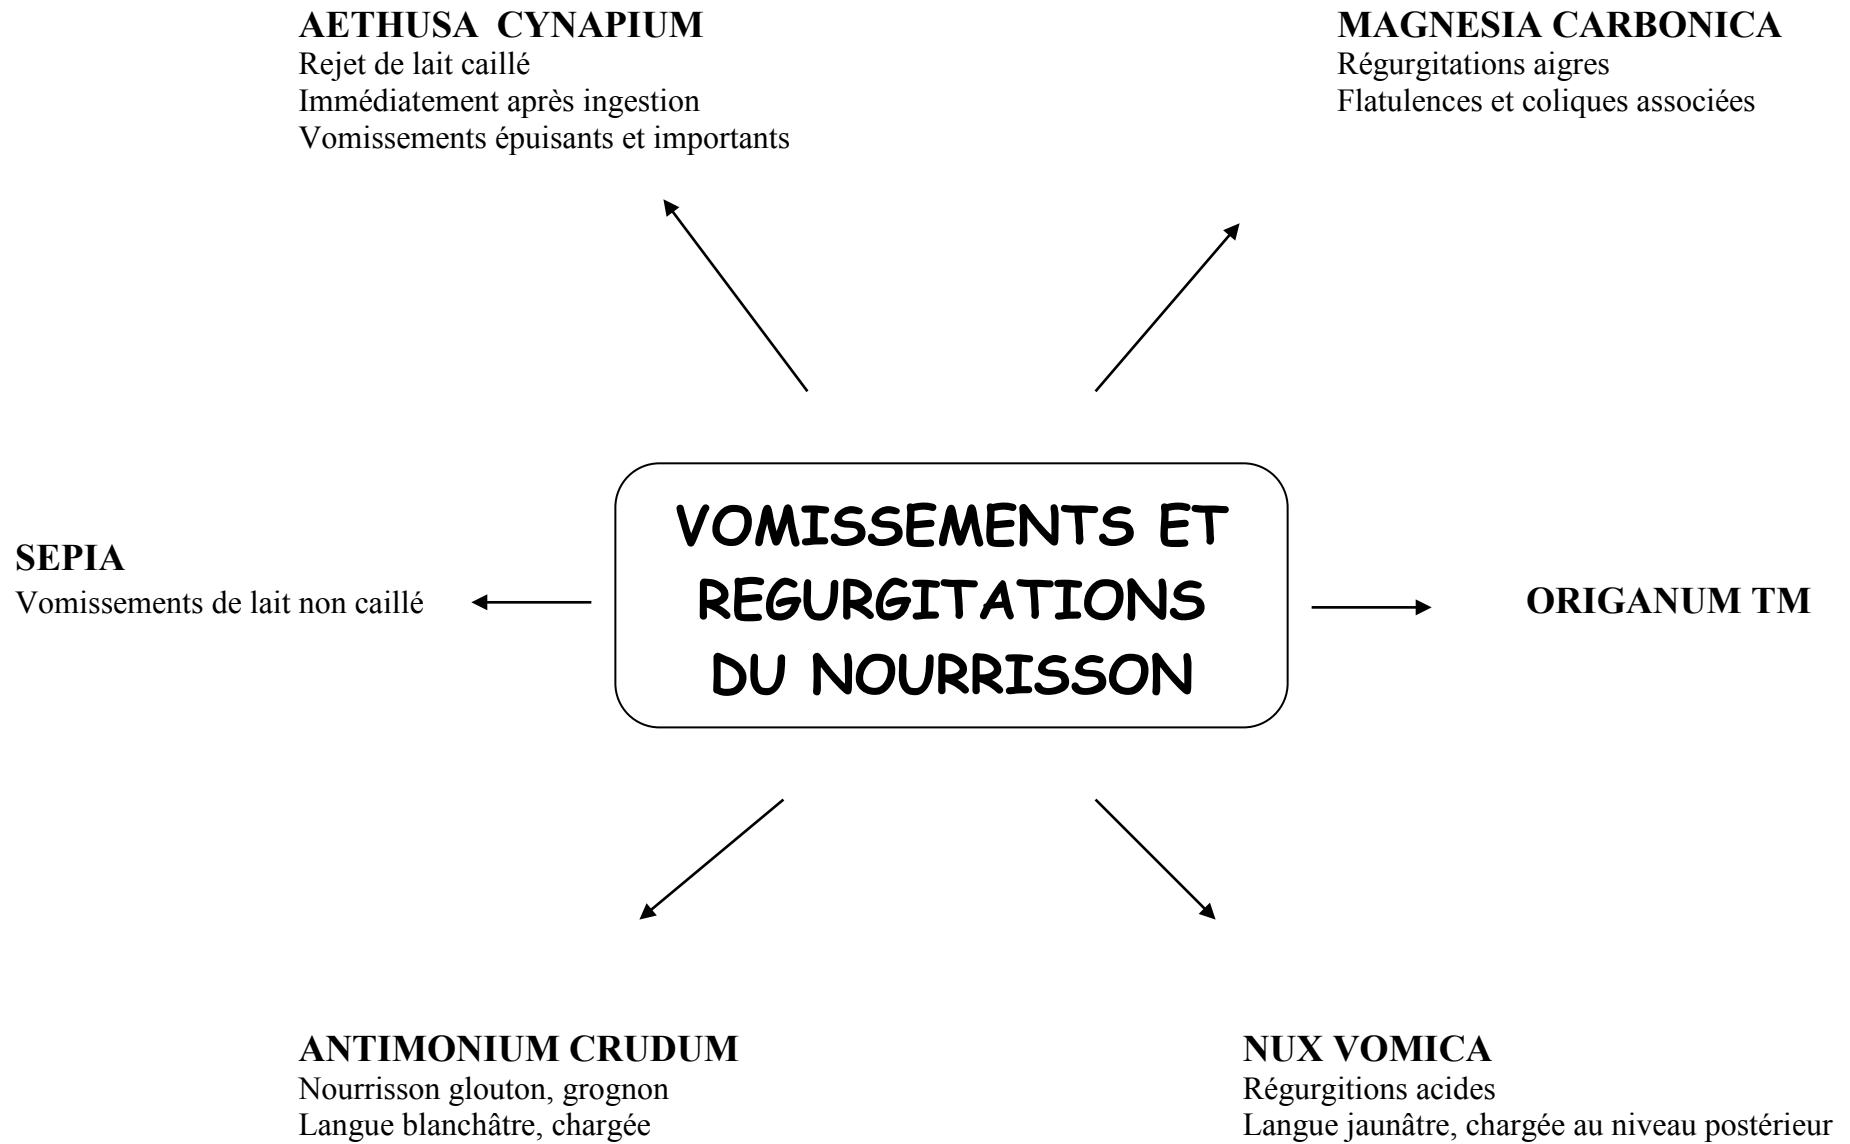 AETHUSA CYNAPIUM
Rejet de lait caillé
Immédiatement après ingestion
Vomissements épuisants et importants
MAGNESIA CARBONICA
Régurgitations aigres
Flatulences et coliques associées
SEPIA
Vomissements de lait non caillé
VOMISSEMENTS ET
REGURGITATIONS
DU NOURRISSON
ORIGANUM TM
ANTIMONIUM CRUDUM
Nourrisson glouton, grognon
Langue blanchâtre, chargée
NUX VOMICA
Régurgitions acides
Langue jaunâtre, chargée au niveau postérieur